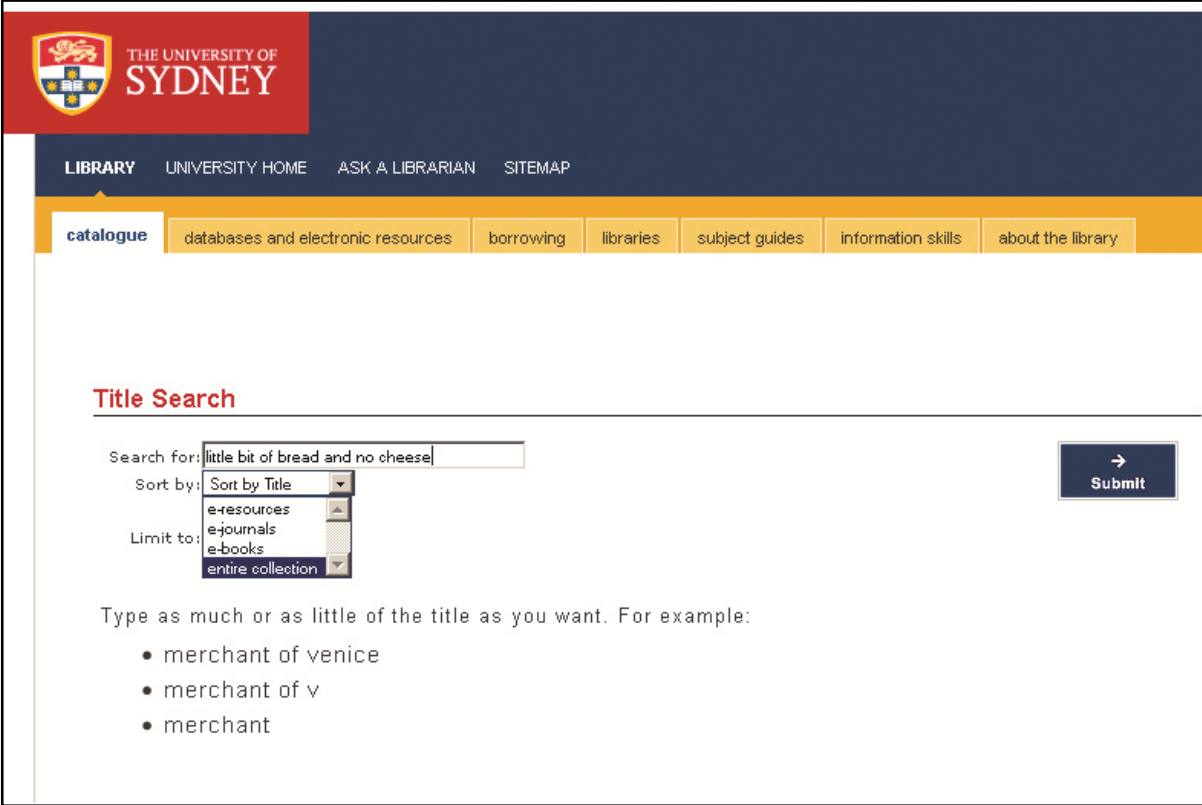 THE UNIVERSITY OF
SYDNEY
LIBRARY UNIVERSITY HOME ASK A LIBRARIAN SITEMAP
catalogue databases and electronic resources borrowing libraries subject guides information skills about the library
Title Search
Search for: little bit of bread and no cheese
Sort by: Sort by Title
Submit
e-resources
e-journals
Limit to:
e-books
entire collection
Type as much or as little of the title as you want. For example:
• merchant of venice
• merchant of v
• merchant